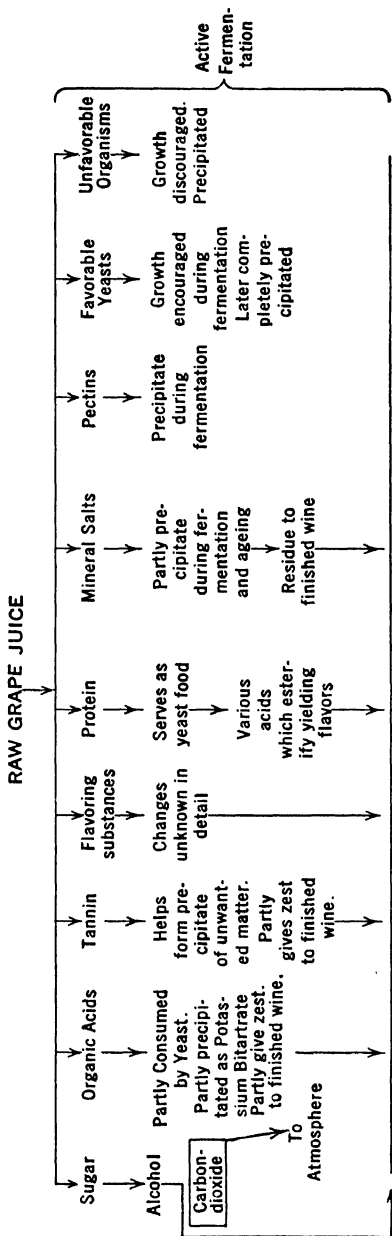 RAW GRAPE JUICE
Sugar
Alcohol
Carbon-
dioxide
To
Atmosphere
Organic Acids
Partly Consumed
by Yeast.
Partly precipi-
tated as Potas-
sium Bitartrate
Partly give zest.
to finished wine.
Tannin
Helps
form pre-
cipitate
of unwant-
ed matter.
Partly
gives zest
to finished
wine.
Flavoring
substances
Changes
unknown in
detail
Protein
Serves as
yeast food
Various
acids
which ester-
ify yielding
flavors
Mineral Salts
Partly pre-
cipitate
during fer-
mentation
and ageing
Residue to
finished wine
Pectins
Precipitate
during
fermentation
Favorable
Yeasts
Growth
encouraged
during
fermentation
Later com-
pletely pre-
cipitated
Unfavorable
Organisms
Growth
discouraged.
Precipitated
Active
Fermen-
tation